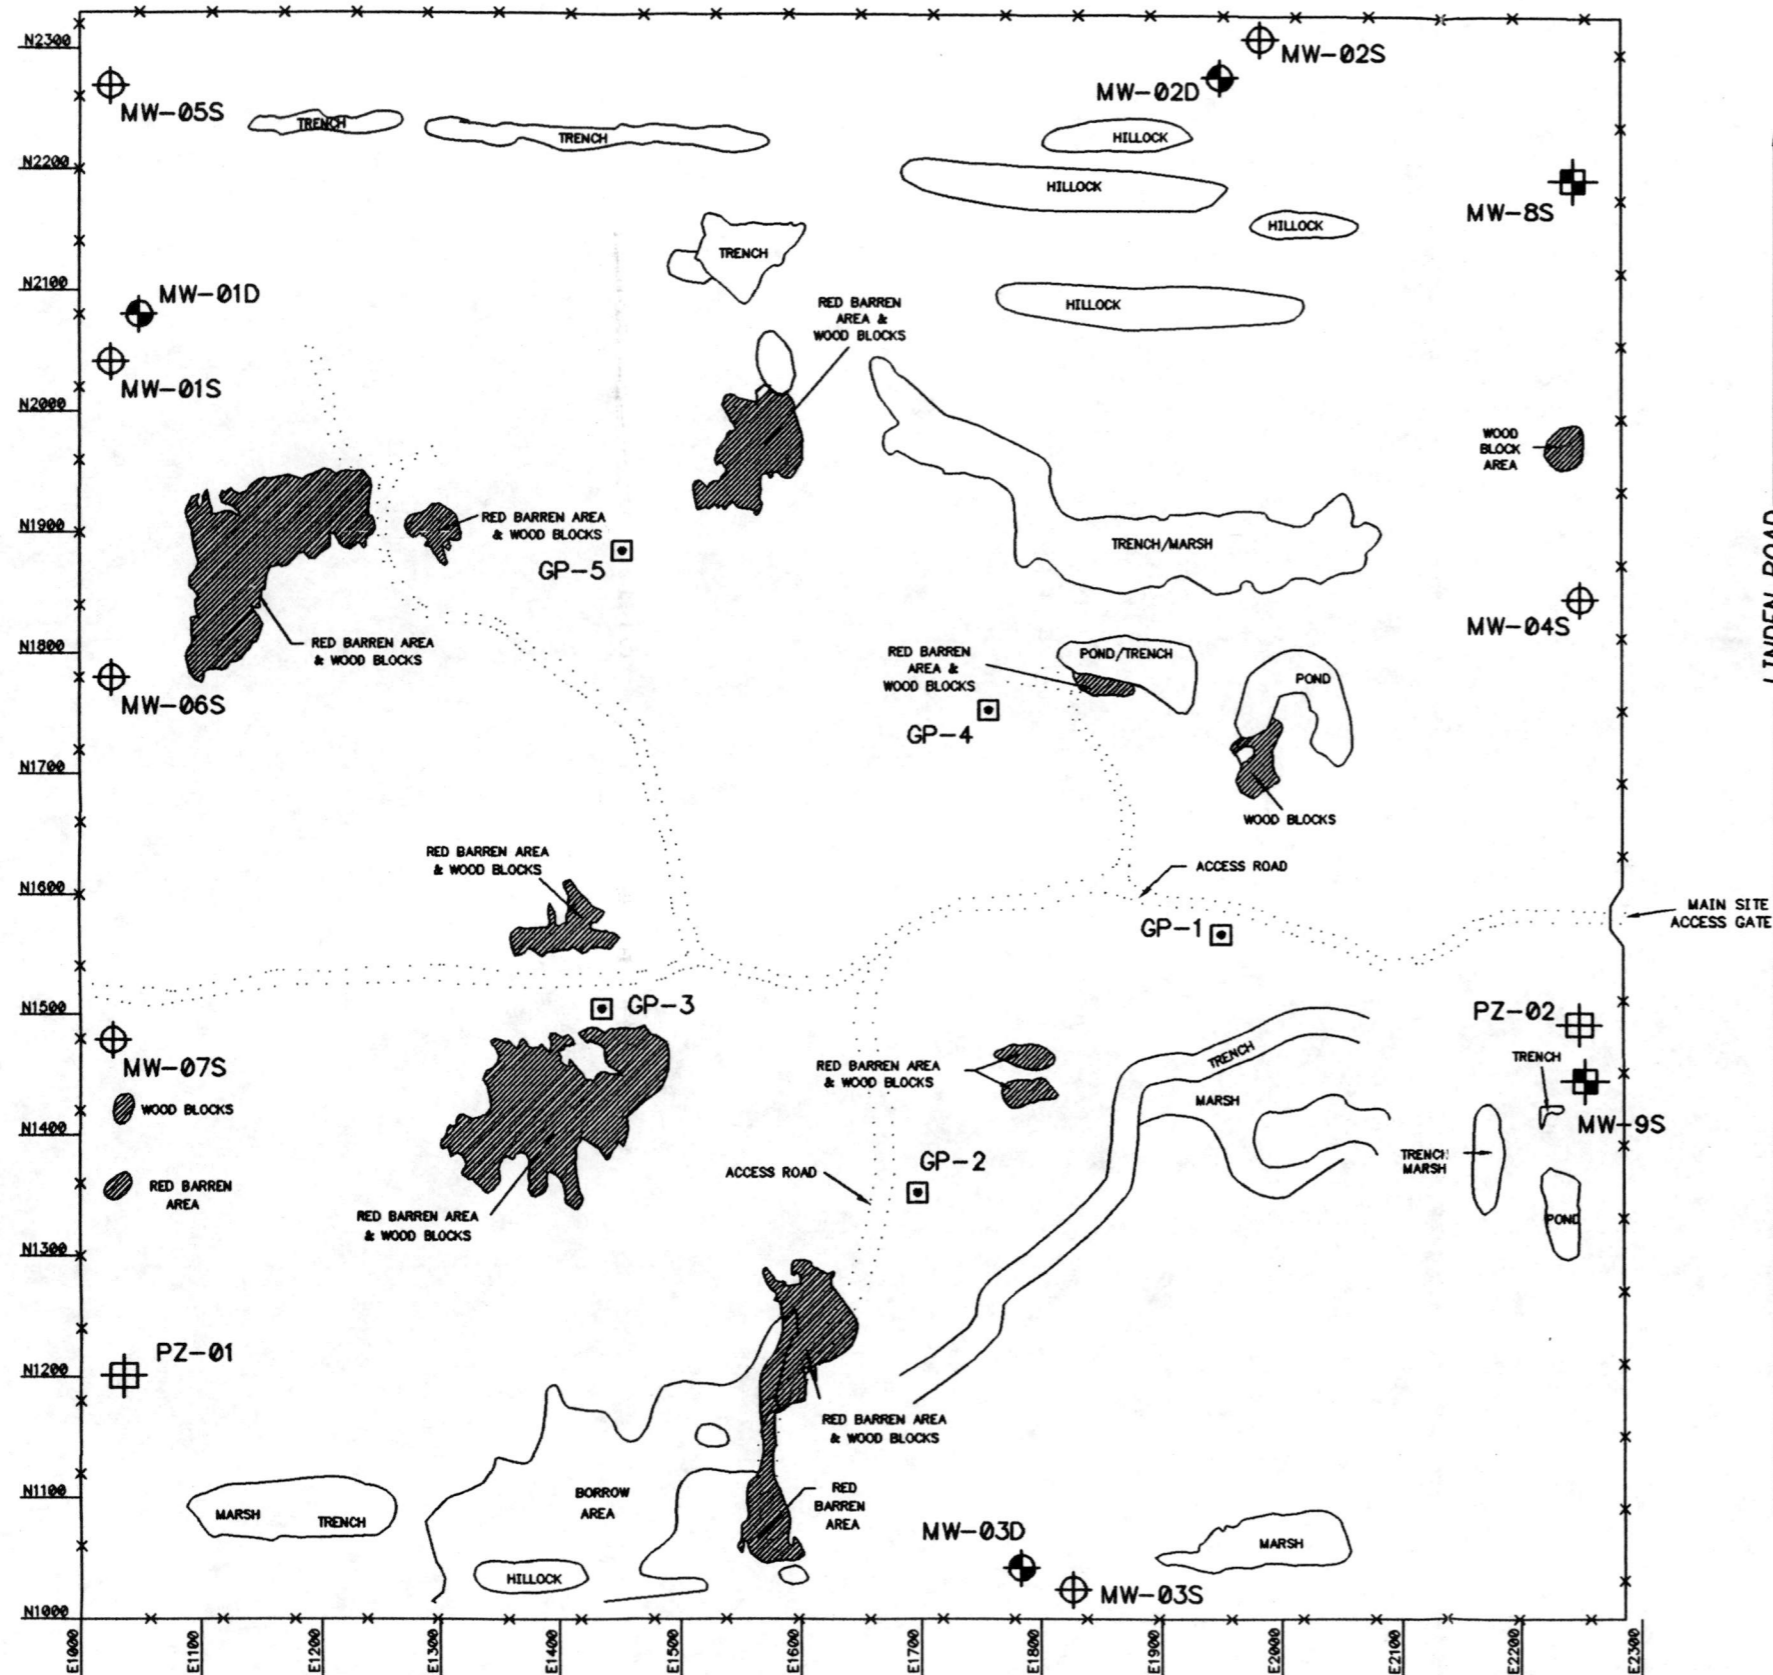 N2300
MW-02S
MW-02D
MW-05S
TRENCH
TRENCH
HILLOCK
N2200
HILLOCK
MW-8S
HILLOCK
TRENCH
N2100
MW-01D
HILLOCK
RED BARREN
AREA &
WOOD BLOCKS
MW-01S
N2000
WOOD
BLOCK
AREA
N1900
RED BARREN AREA
& WOOD BLOCKS
TRENCH/MARSH
GP-5
MW-04S
N1800
RED BARREN AREA
& WOOD BLOCKS
RED BARREN
AREA &
WOOD BLOCKS
POND/TRENCH
POND
MW-06S
GP-4
N1700
WOOD BLOCKS
RED BARREN AREA
& WOOD BLOCKS
ACCESS ROAD
N1600
MAIN SITE
ACCESS GATE
GP-1
N1500
GP-3
PZ-02
MW-07S
TRENCH
TRENCH
RED BARREN AREA
& WOOD BLOCKS
WOOD BLOCKS
MARSH
MW-9S
N1400
TRENCH
MARSH
GP-2
ACCESS ROAD
RED BARREN
AREA
RED BARREN AREA
& WOOD BLOCKS
POND
N1300
PZ-01
N1200
RED BARREN AREA
& WOOD BLOCKS
BORROW
AREA
RED
BARREN
AREA
N1100
MARSH
TRENCH
MW-03D
MARSH
HILLOCK
MW-03S
N1000
E1000
E1100
E1200
E1300
E1400
E1500
E1600
E1700
E1800
E1900
E2000
E2100
E2200
E2300
LINDEN ROAD